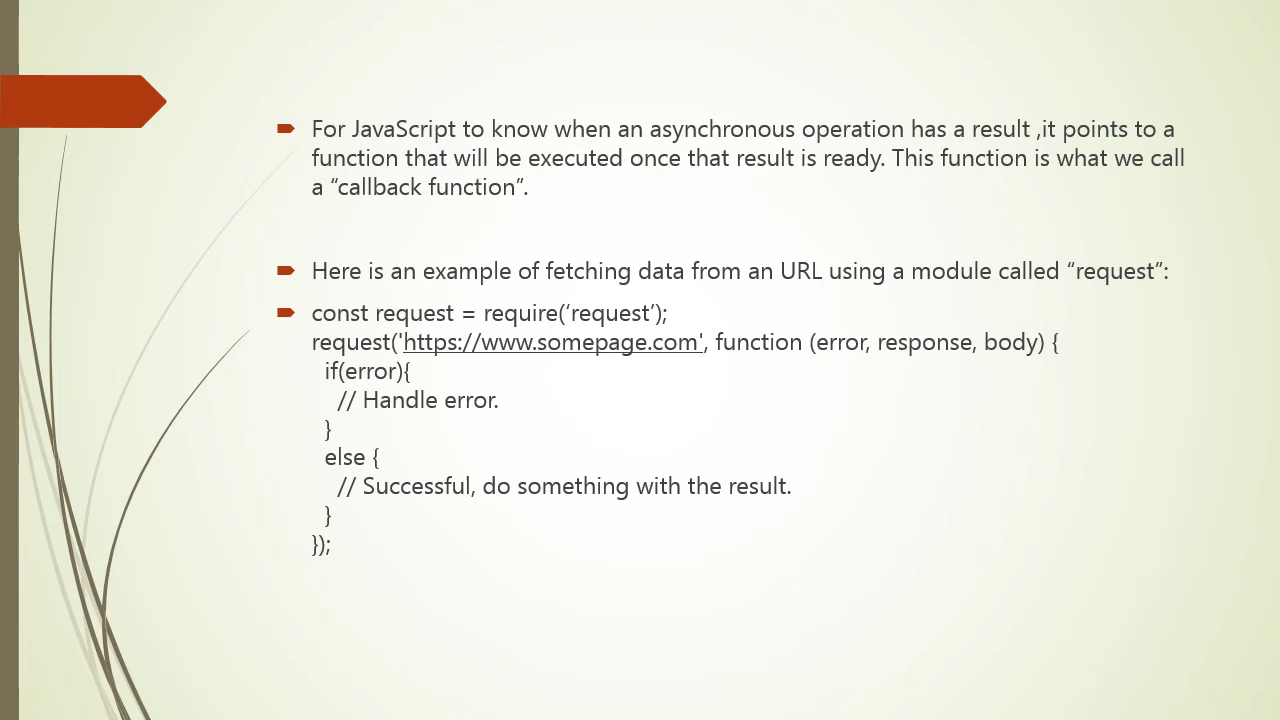 For JavaScript to know when an asynchronous operation has a result ,it points to a
function that will be executed once that result is ready. This function is what we call
a “callback function”.
Here is an example of fetching data from an URL using a module called “request”:
const request = require(‘request’);
request('https://www.somepage.com', function (error, response, body) {
if(error){
// Handle error.
}
else {
// Successful, do something with the result.
}
});